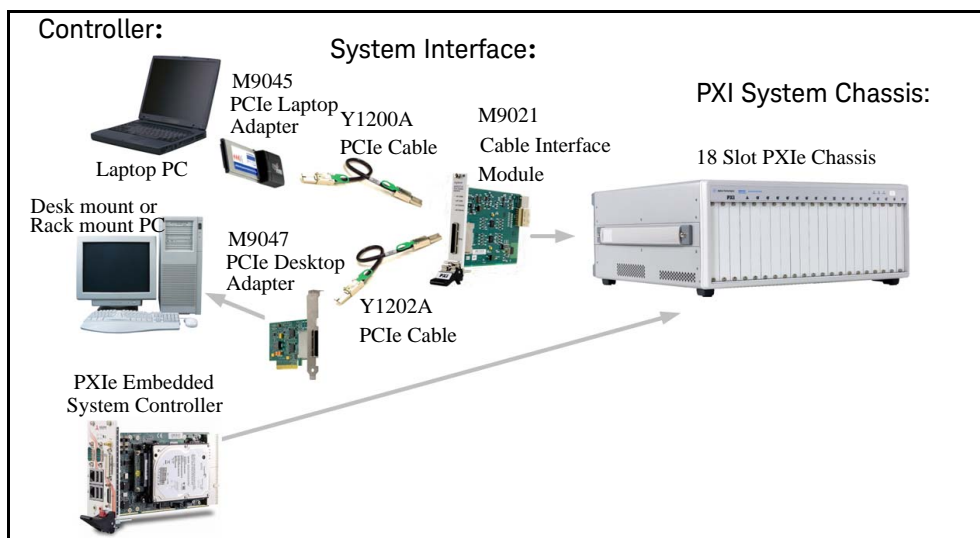 Controller:
System Interface:
PXI System Chassis:
M9045
PCIe Laptop
Adapter
Y1200A
PCIe Cable
M9021
Cable Interface
Module
18 Slot PXIe Chassis
Laptop PC
Desk mount or
Rack mount PC
M9047
PCIe Desktop
Adapter
Y1202A
PCIe Cable
PXIe Embedded
System Controller
PXI